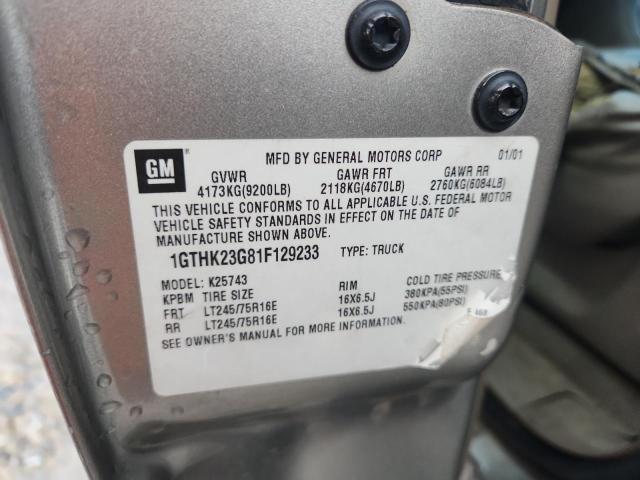 GM
MFD BY GENERAL MOTORS CORP 01/01
GVWR GAWR FRT GAWR RR
4173KG(9200LB) 2118KG(4670LB) 2760KG(6084LB)
THIS VEHICLE CONFORMS TO ALL APPLICABLE U.S. FEDERAL MOTOR
VEHICLE SAFETY STANDARDS IN EFFECT ON THE DATE OF
MANUFACTURE SHOWN ABOVE.
1GTHK23G81F129233 TYPE: TRUCK
MODEL: K25743
KPBM TIRE SIZE RIM COLD TIRE PRESSURE
FRT LT245/75R16E 16X6.5J 380KPA(55PSI)
RR LT245/75R16E 16X6.5J 550KPA(80PSI)
SEE OWNER'S MANUAL FOR MORE INFORMATION.